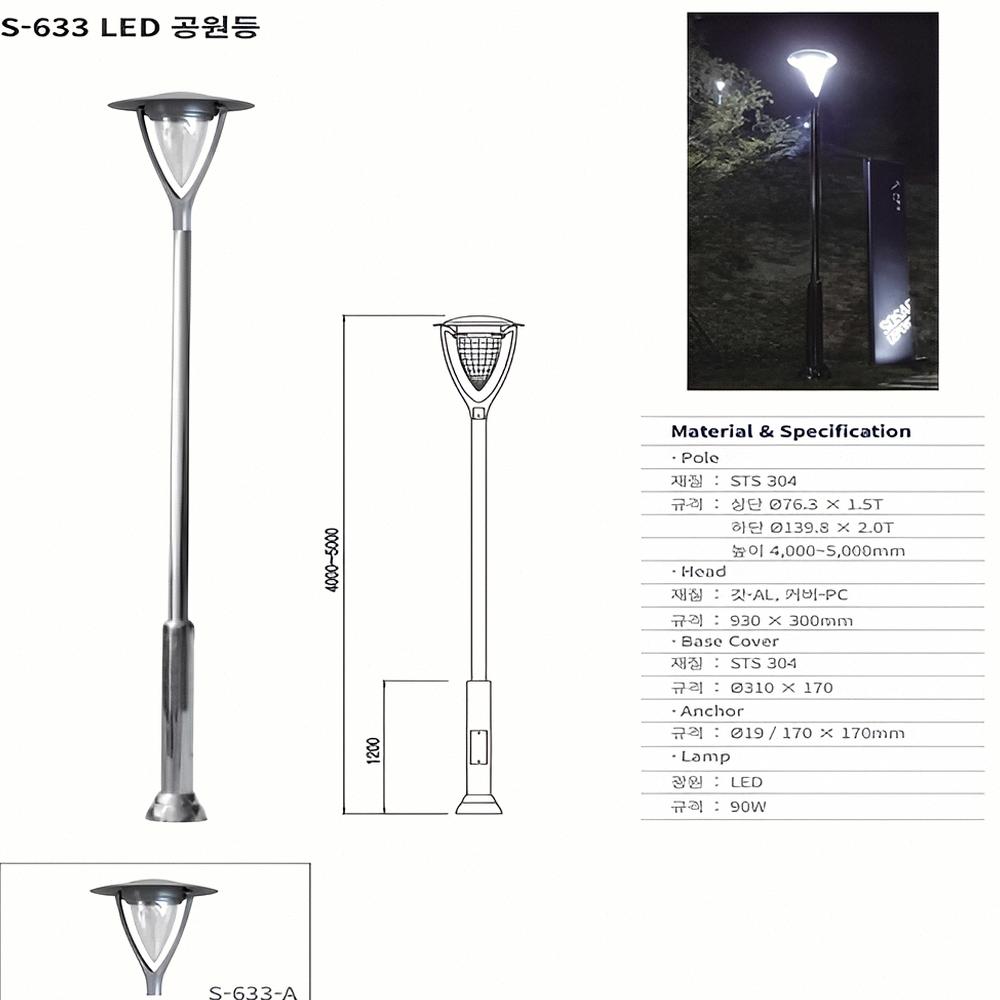 S-633 LED 공원등
4000~5000
1200
Material & Specification
· Pole
재질 : STS 304
규격 : 상단 Ø76.3 × 1.5T
하단 Ø139.8 × 2.0T
높이 4,000~5,000mm
· Head
재질 : 갓-AL, 커버-PC
규격 : 930 × 300mm
· Base Cover
재질 : STS 304
규격 : Ø310 × 170
· Anchor
규격 : Ø19 / 170 × 170mm
· Lamp
광원 : LED
규격 : 90W
S-633-A